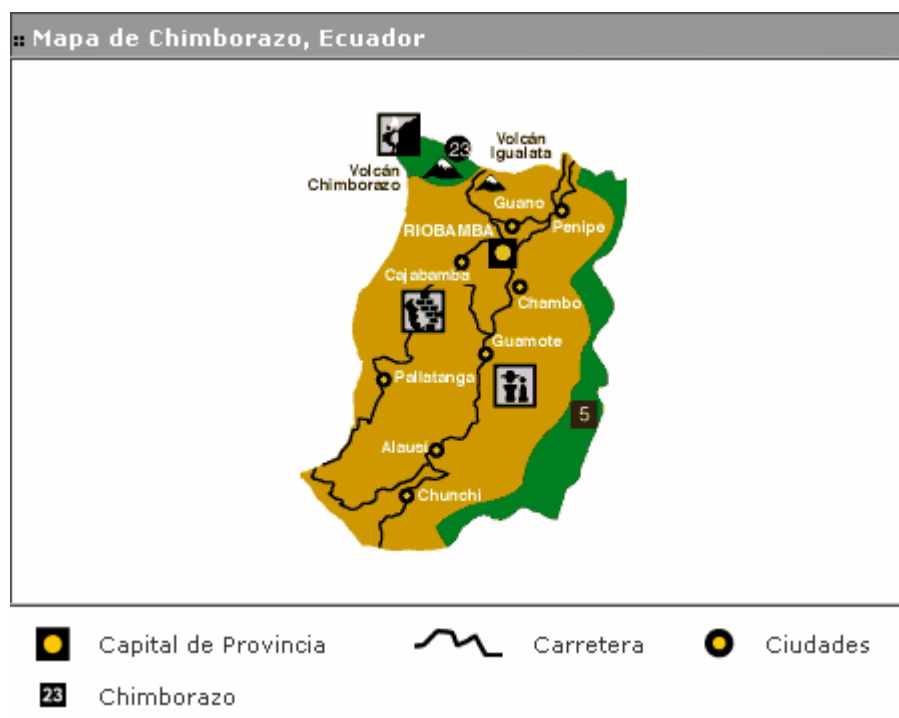 :: Mapa de Chimborazo, Ecuador
23
Volcán
Igualata
Volcán
Chimborazo
Guano
RIOBAMBA
Penipe
Cajabamba
Chambo
Guamote
Pallatanga
5
Alausí
Chunchi
Capital de Provincia
Carretera
Ciudades
23 Chimborazo